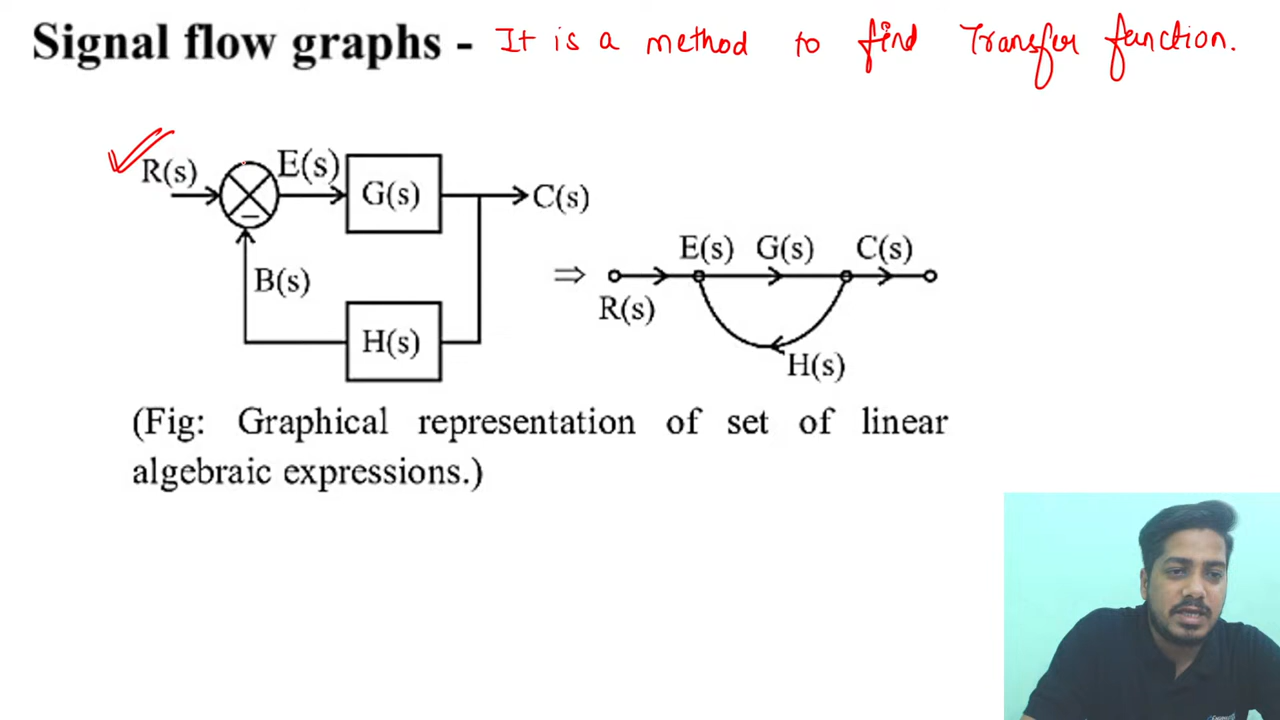 Signal flow graphs - It is a method to find Transfer function.
R(s) E(s) G(s) C(s)
B(s)
H(s)
⇒ E(s) G(s) C(s)
R(s)
H(s)
(Fig: Graphical representation of set of linear
algebraic expressions.)